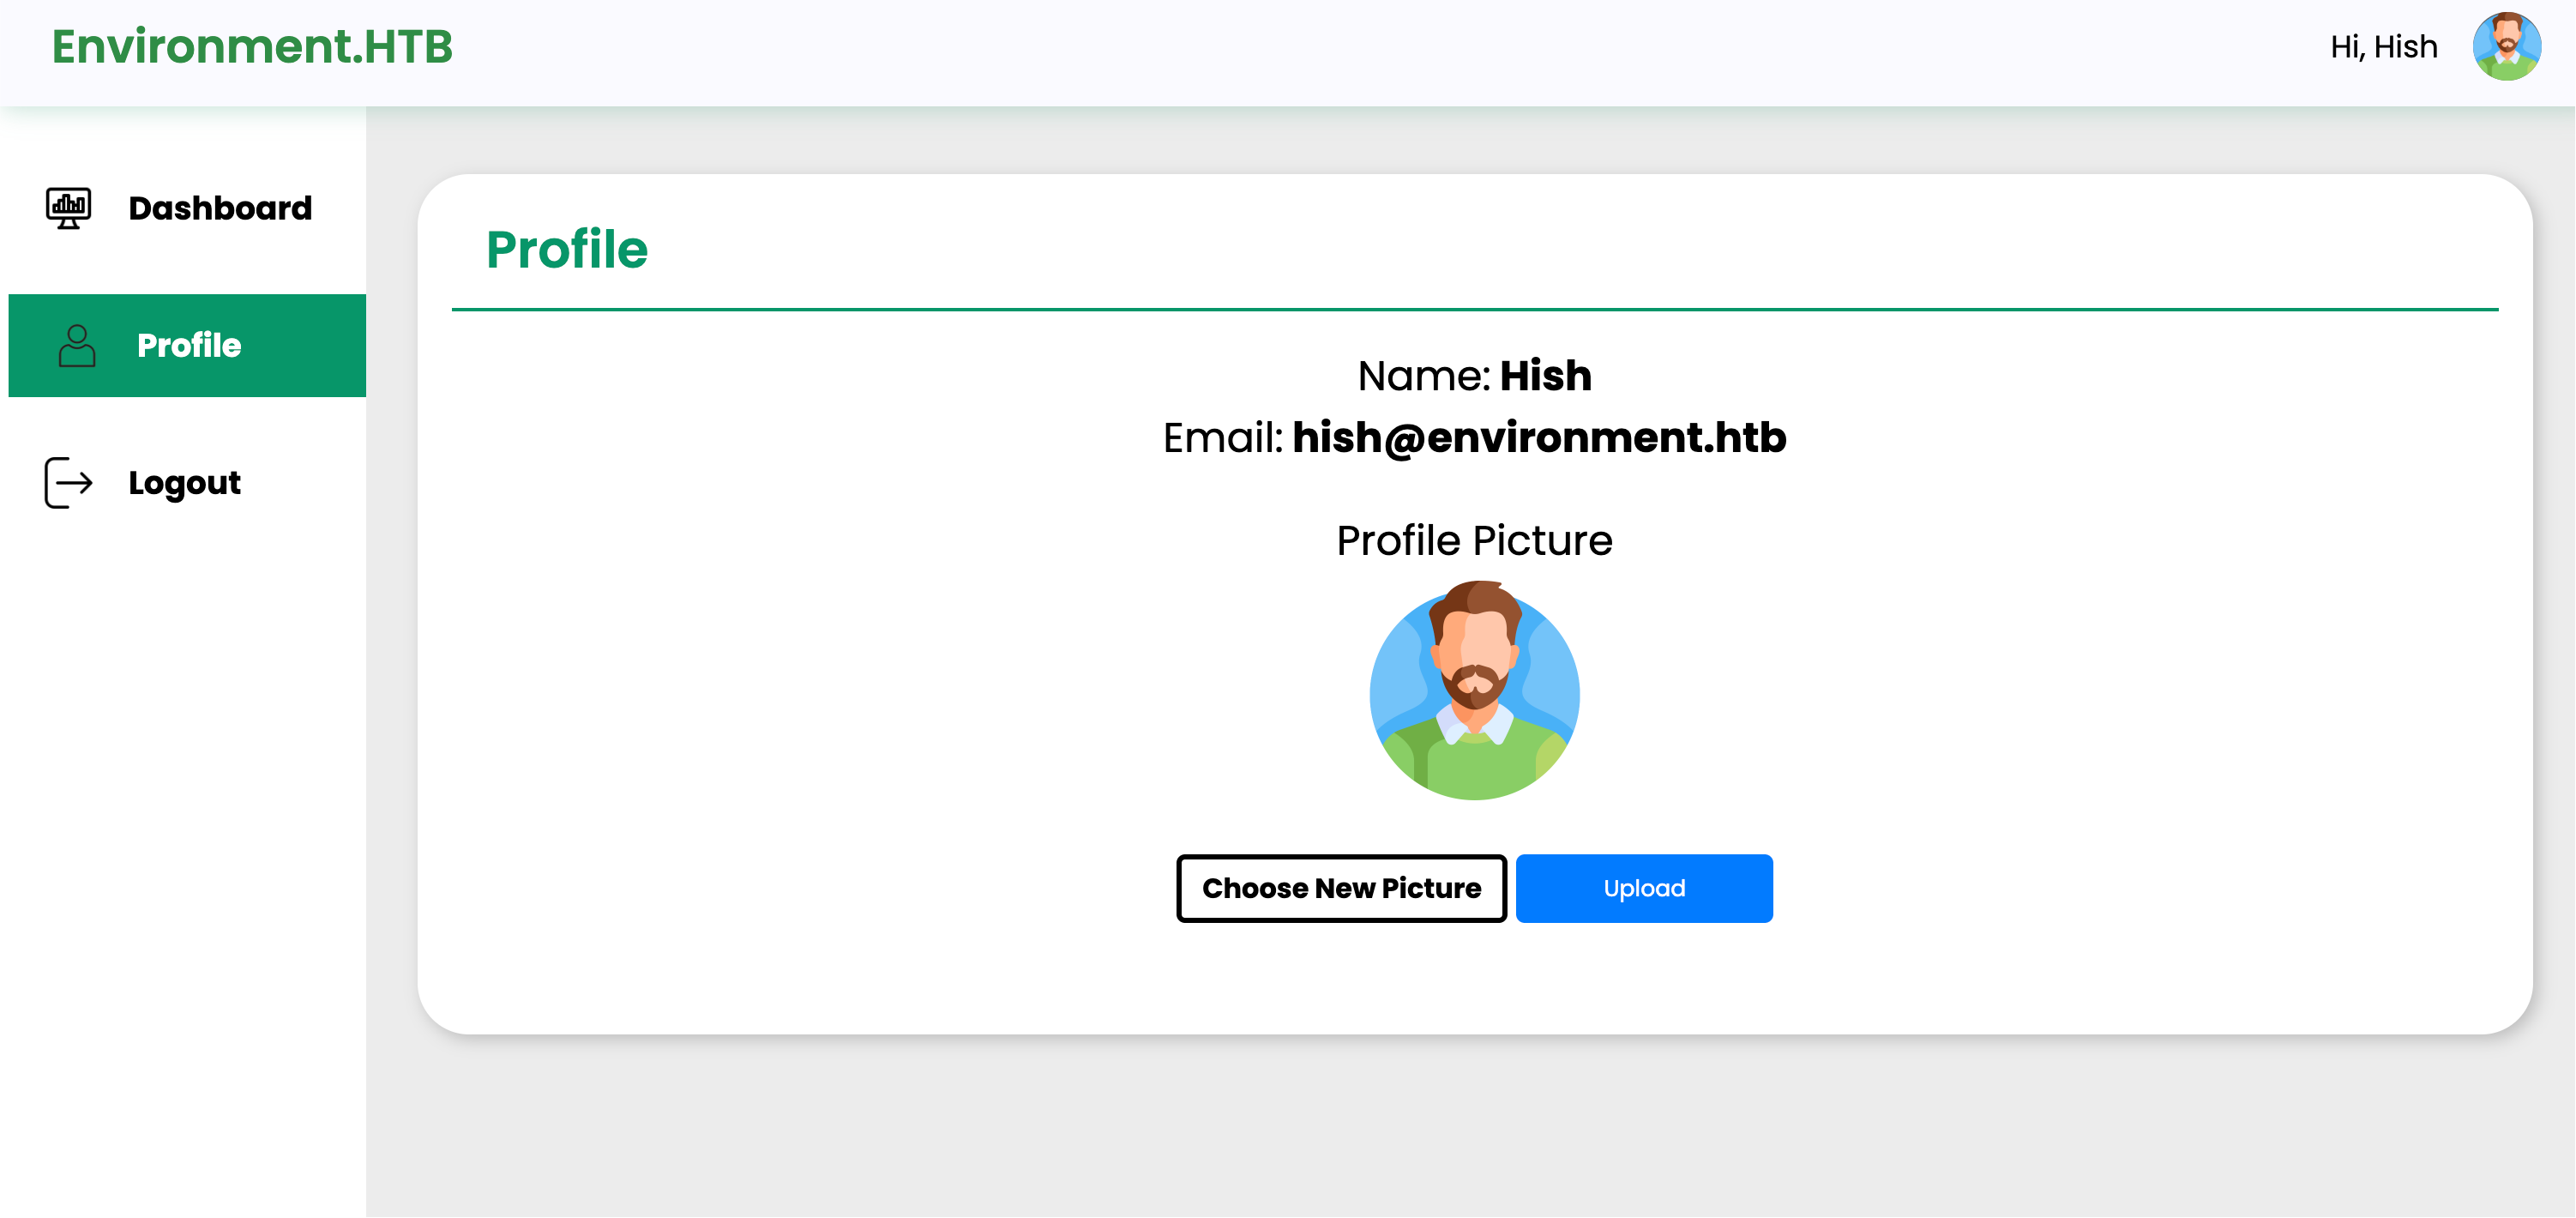 Environment.HTB
Hi, Hish
Dashboard
Profile
Logout
Profile
Name: Hish
Email: hish@environment.htb
Profile Picture
Choose New Picture
Upload